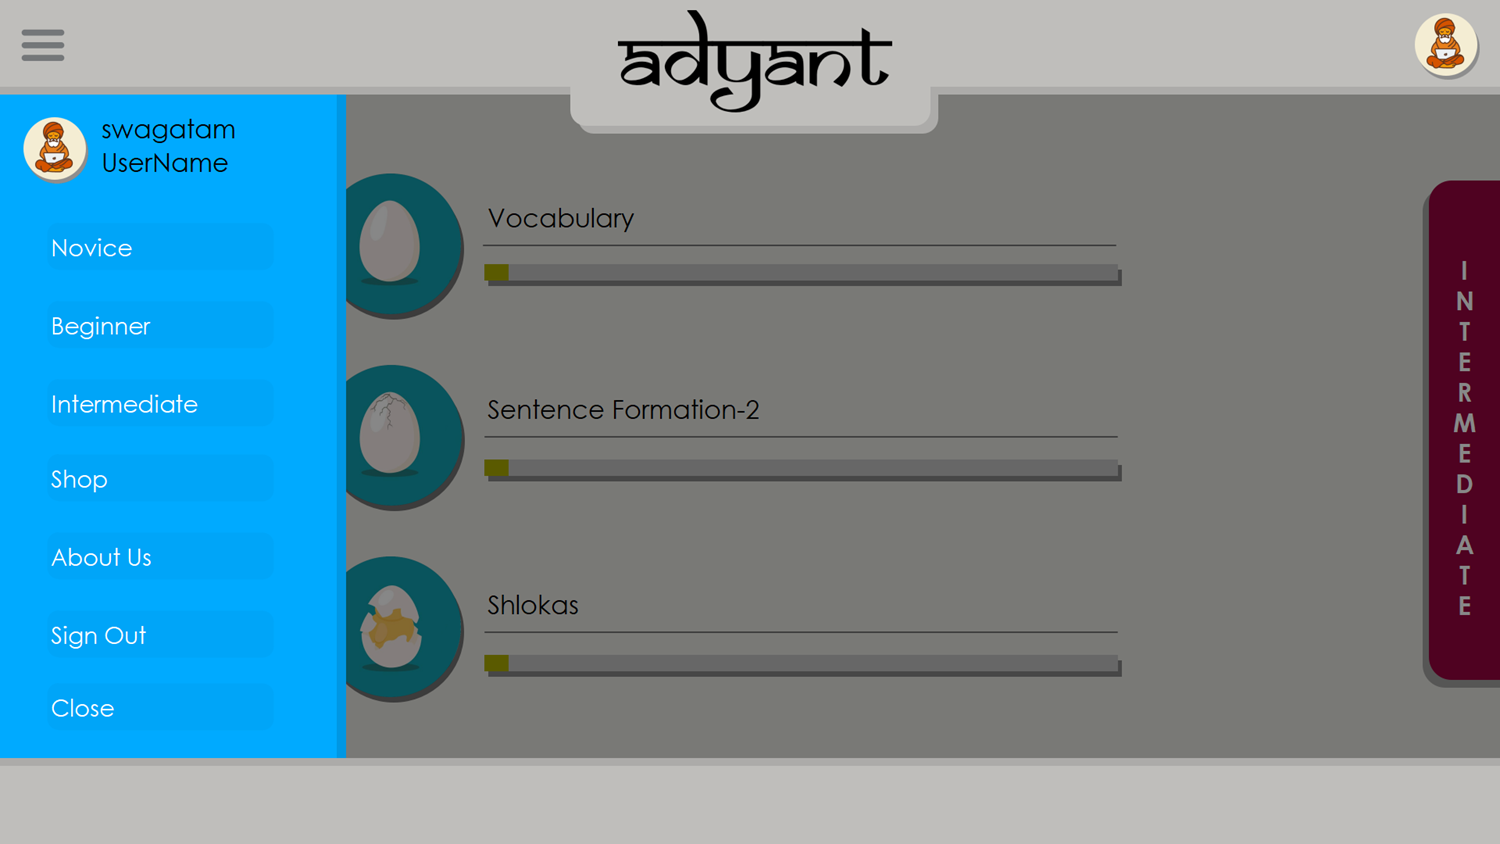 adyant
swagatam
UserName
Novice
Beginner
Intermediate
Shop
About Us
Sign Out
Close
Vocabulary
Sentence Formation-2
Shlokas
INTERMEDIATE